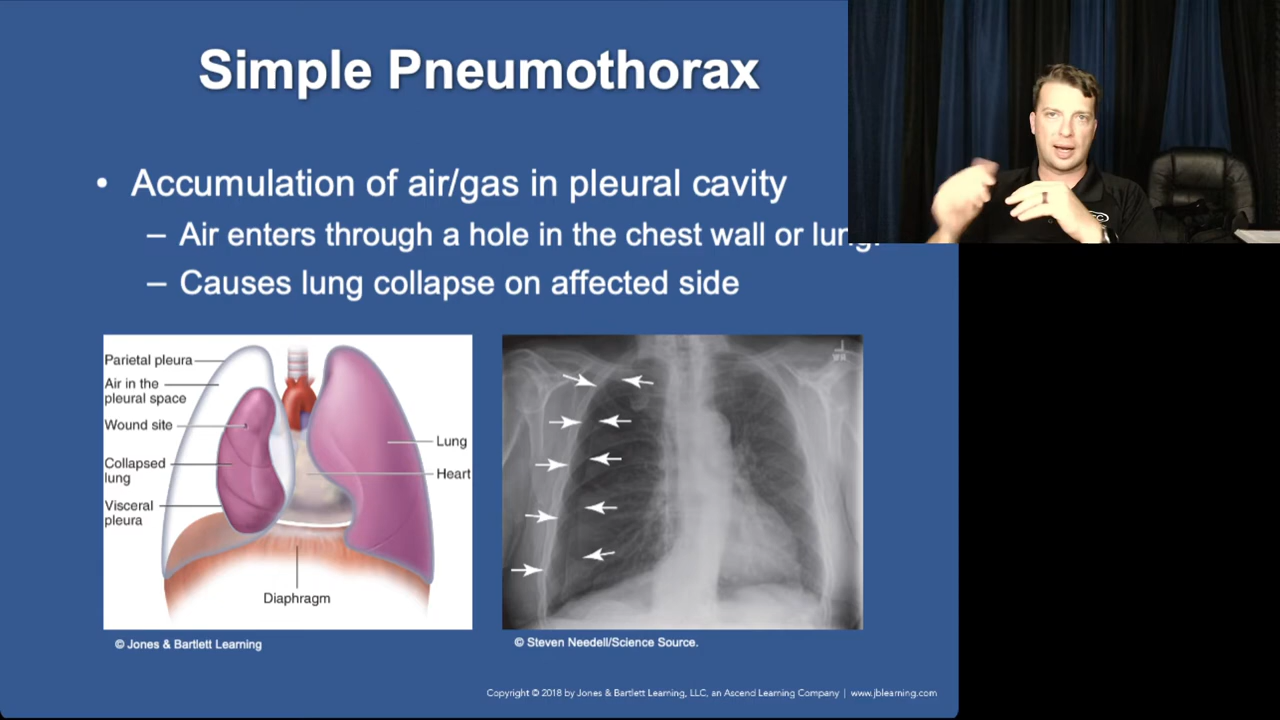 Simple Pneumothorax
• Accumulation of air/gas in pleural cavity
– Air enters through a hole in the chest wall or lung.
– Causes lung collapse on affected side
Parietal pleura
Air in the
pleural space
Wound site
Collapsed
lung
Visceral
pleura
Lung
Heart
Diaphragm
© Jones & Bartlett Learning
© Steven Needell/Science Source.
Copyright © 2018 by Jones & Bartlett Learning, LLC, an Ascend Learning Company | www.jblearning.com